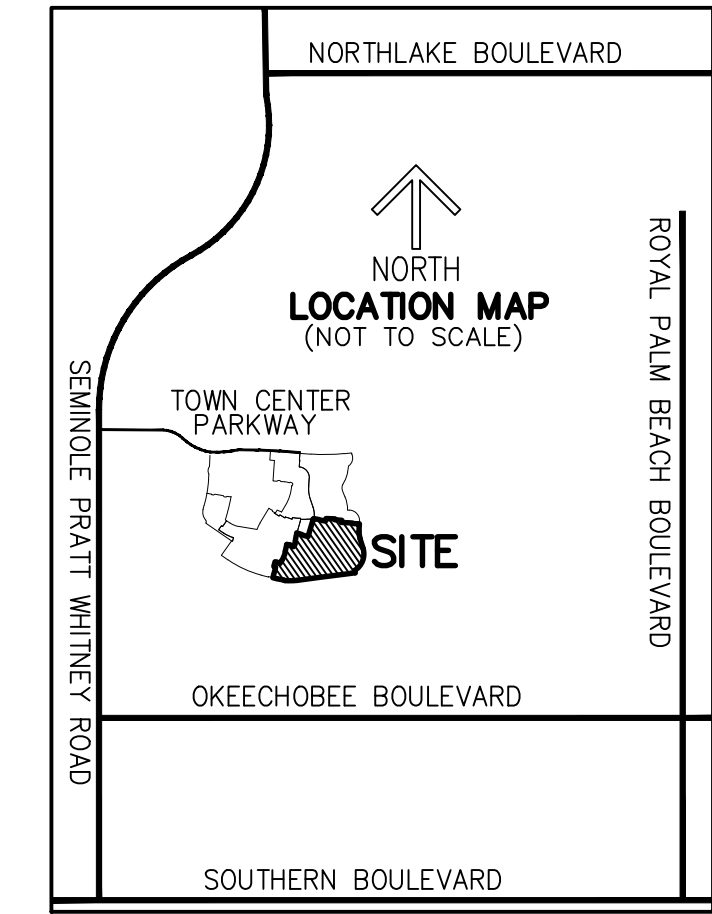 NORTHLAKE BOULEVARD
NORTH
LOCATION MAP
(NOT TO SCALE)
ROYAL PALM BEACH BOULEVARD
SEMINOLE PRATT WHITNEY ROAD
TOWN CENTER
PARKWAY
SITE
OKEECHOBEE BOULEVARD
SOUTHERN BOULEVARD